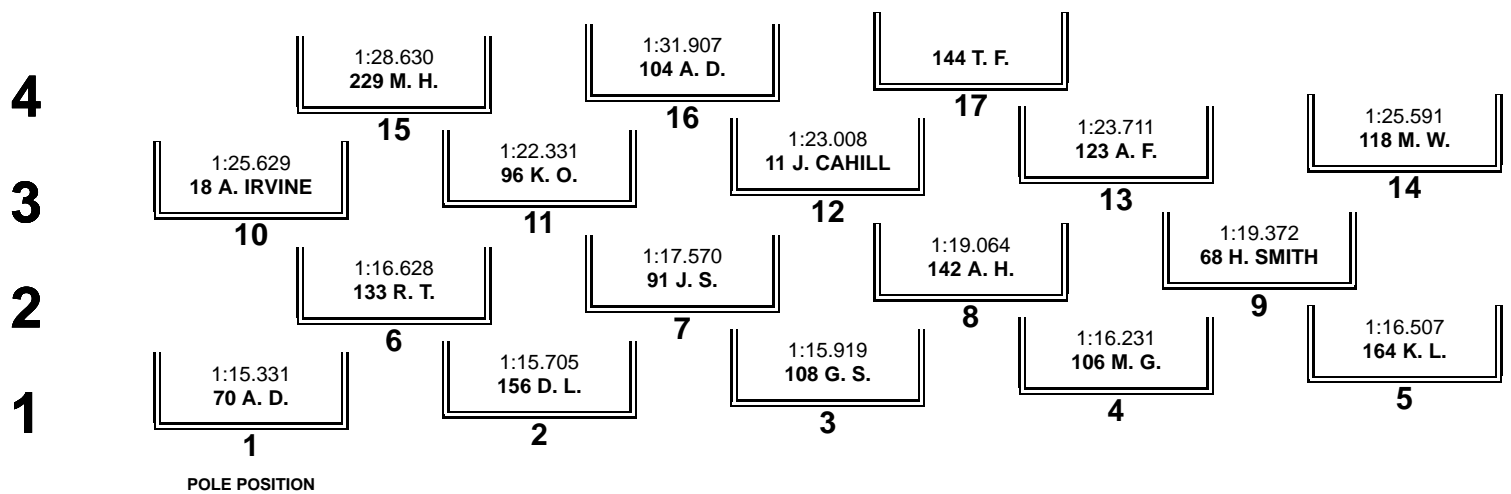 4
1:28.630
229 M. H.
15
1:31.907
104 A. D.
16
144 T. F.
17
3
1:25.629
18 A. IRVINE
10
1:22.331
96 K. O.
11
1:23.008
11 J. CAHILL
12
1:23.711
123 A. F.
13
1:25.591
118 M. W.
14
2
1:16.628
133 R. T.
6
1:17.570
91 J. S.
7
1:19.064
142 A. H.
8
1:19.372
68 H. SMITH
9
1
1:15.331
70 A. D.
1
1:15.705
156 D. L.
2
1:15.919
108 G. S.
3
1:16.231
106 M. G.
4
1:16.507
164 K. L.
5
POLE POSITION